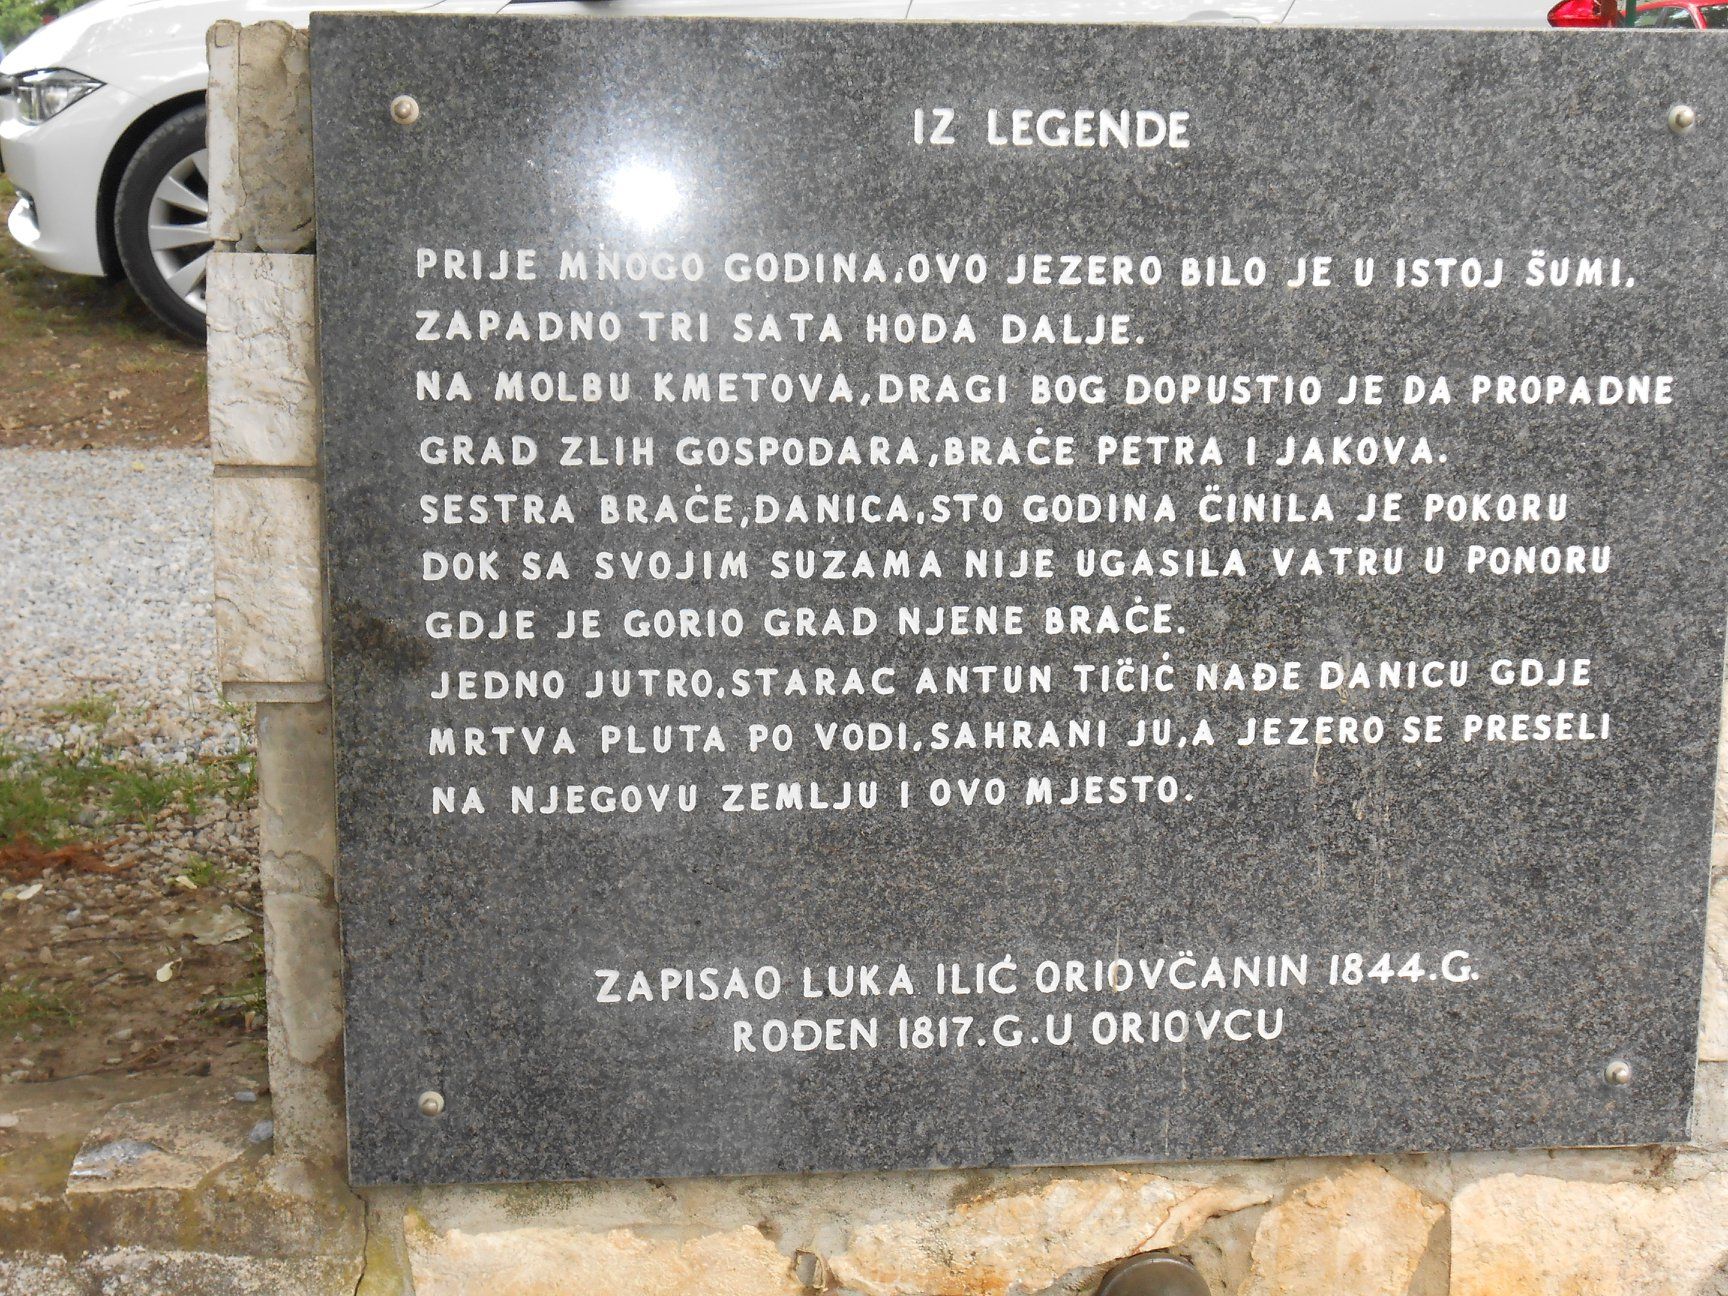 IZ LEGENDE
PRIJE MNOGO GODINA, OVO JEZERO BILO JE U ISTOJ ŠUMI,
ZAPADNO TRI SATA HODA DALJE.
NA MOLBU KMETOVA, DRAGI BOG DOPUSTIO JE DA PROPADNE
GRAD ZLIH GOSPODARA, BRAĊE PETRA I JAKOVA.
SESTRA BRAĊE, DANICA, STO GODINA ČINILA JE POKORU
DOK SA SVOJIM SUZAMA NIJE UGASILA VATRU U PONORU
GDJE JE GORIO GRAD NJENE BRAĊE.
JEDNO JUTRO, STARAC ANTUN TIČIĆ NAĐE DANICU GDJE
MRTVA PLUTA PO VODI, SAHRANI JU, A JEZERO SE PRESELI
NA NJEGOVU ZEMLJU I OVO MJESTO.
ZAPISAO LUKA ILIĆ ORIOVČANIN 1844.G.
ROĐEN 1817.G. U ORIOVCU